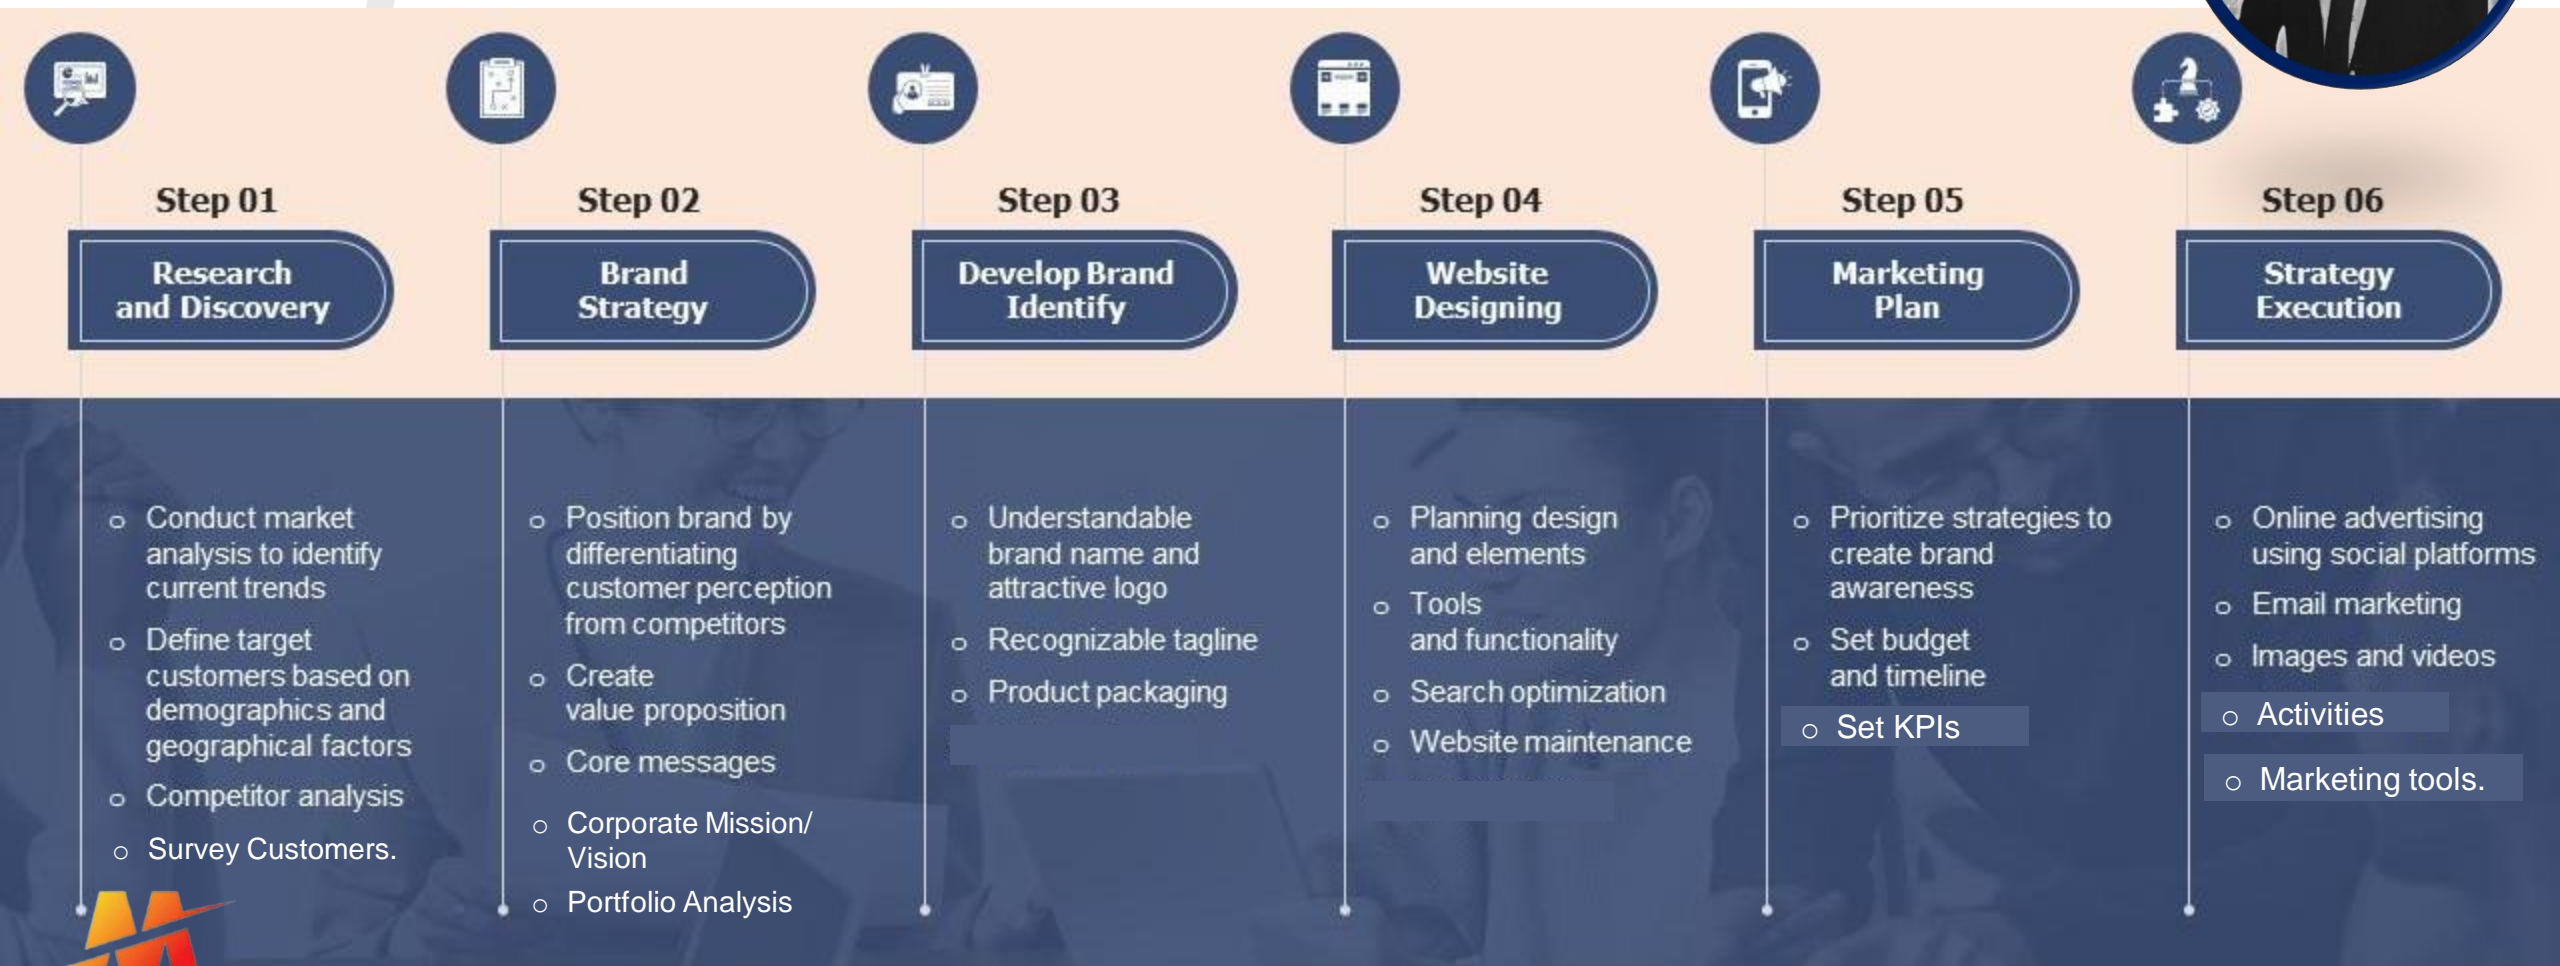 Step 01
Research
and Discovery
o Conduct market
analysis to identify
current trends
o Define target
customers based on
demographics and
geographical factors
o Competitor analysis
o Survey Customers.
Step 02
Brand
Strategy
o Position brand by
differentiating
customer perception
from competitors
o Create
value proposition
o Core messages
o Corporate Mission/
Vision
o Portfolio Analysis
Step 03
Develop Brand
Identify
o Understandable
brand name and
attractive logo
o Recognizable tagline
o Product packaging
Step 04
Website
Designing
o Planning design
and elements
o Tools
and functionality
o Search optimization
o Website maintenance
Step 05
Marketing
Plan
o Prioritize strategies to
create brand
awareness
o Set budget
and timeline
o Set KPIs
Step 06
Strategy
Execution
o Online advertising
using social platforms
o Email marketing
o Images and videos
o Activities
o Marketing tools.